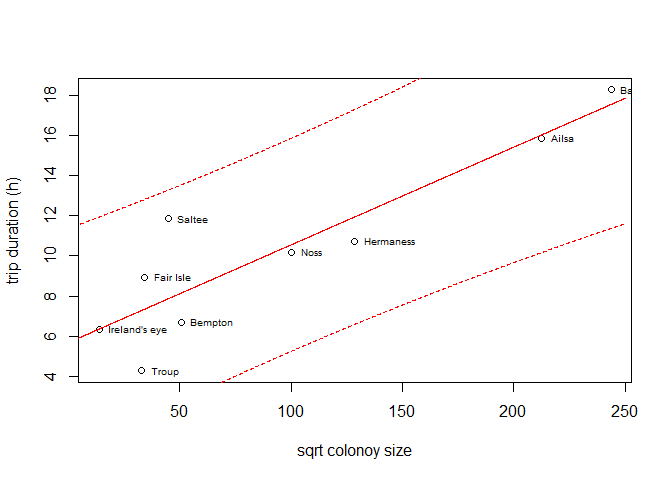 18
16
14
12
10
8
6
4
trip duration (h)
Ba
Ailsa
Saltee
Hermaness
Noss
Fair Isle
Bempton
Ireland's eye
Troup
50 100 150 200 250
sqrt colonoy size